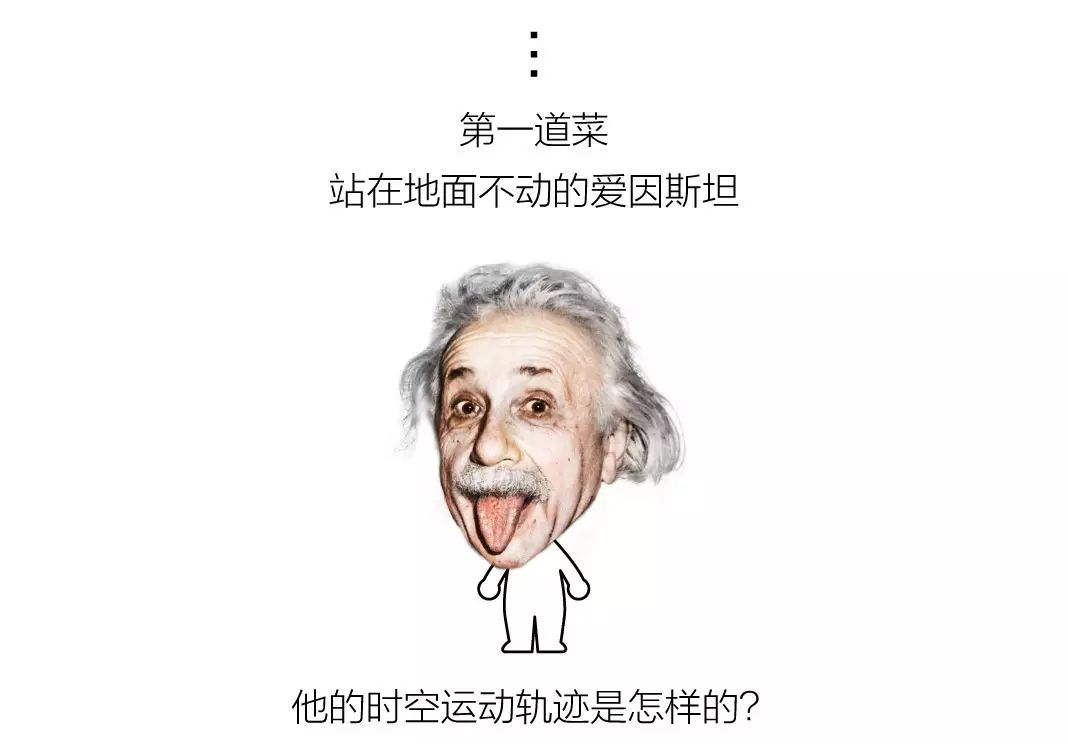 第一道菜
站在地面不动的爱因斯坦
他的时空运动轨迹是怎样的?